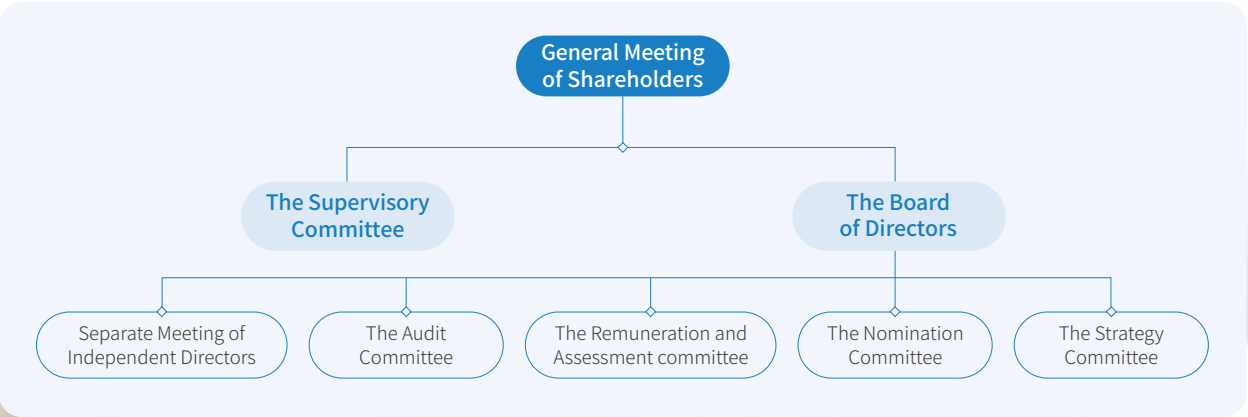 General Meeting
of Shareholders
The Supervisory
Committee
The Board
of Directors
Separate Meeting of
Independent Directors
The Audit
Committee
The Remuneration and
Assessment committee
The Nomination
Committee
The Strategy
Committee